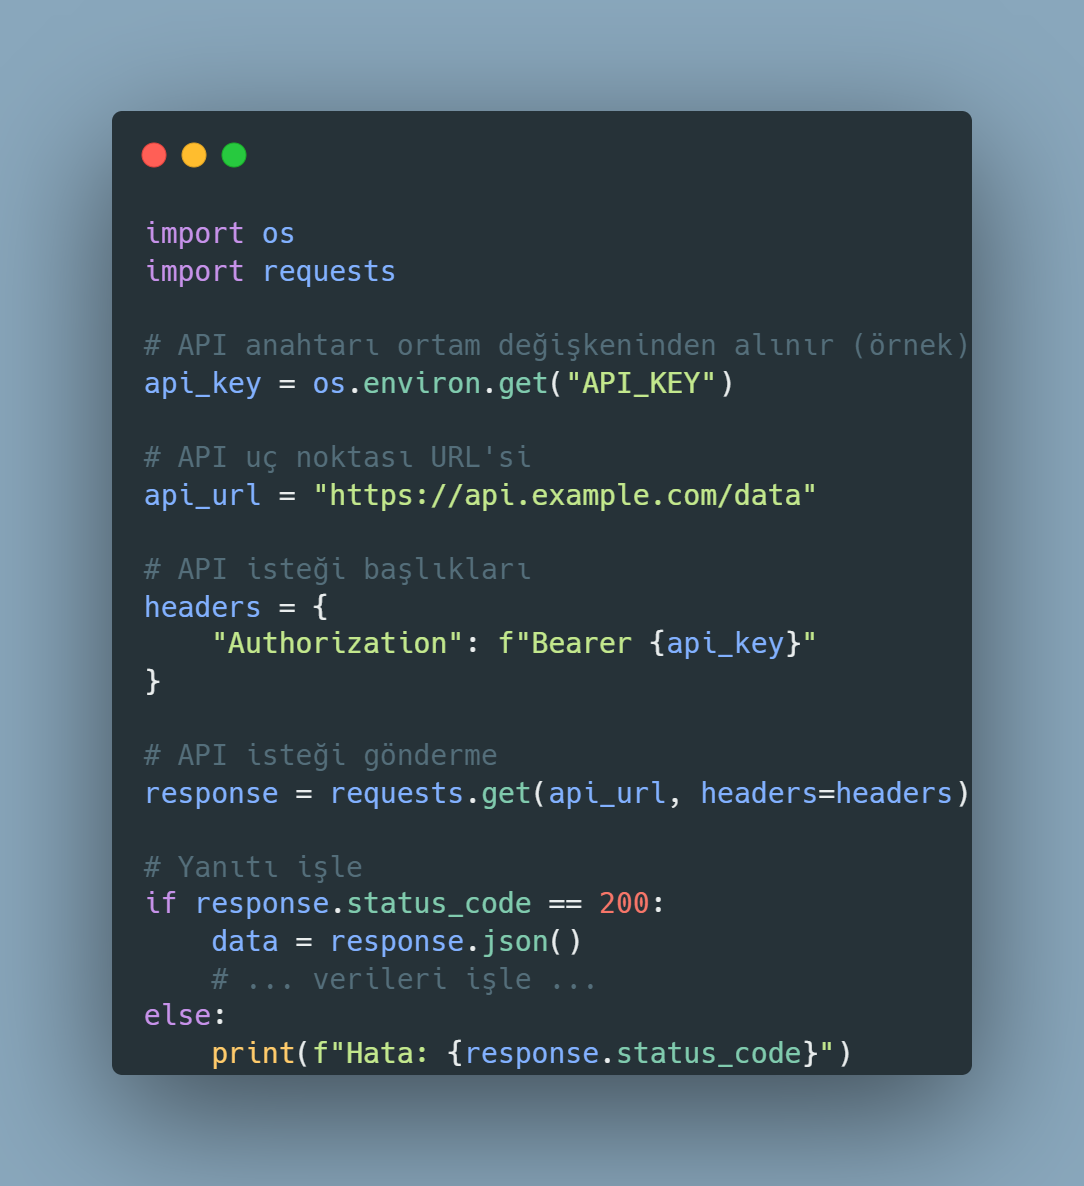 import os
import requests

# API anahtarı ortam değişkeninden alınır (örnek)
api_key = os.environ.get("API_KEY")

# API uç noktası URL'si
api_url = "https://api.example.com/data"

# API isteği başlıkları
headers = {
    "Authorization": f"Bearer {api_key}"
}

# API isteği gönderme
response = requests.get(api_url, headers=headers)

# Yanıtı işle
if response.status_code == 200:
    data = response.json()
    # ... verileri işle ...
else:
    print(f"Hata: {response.status_code}")